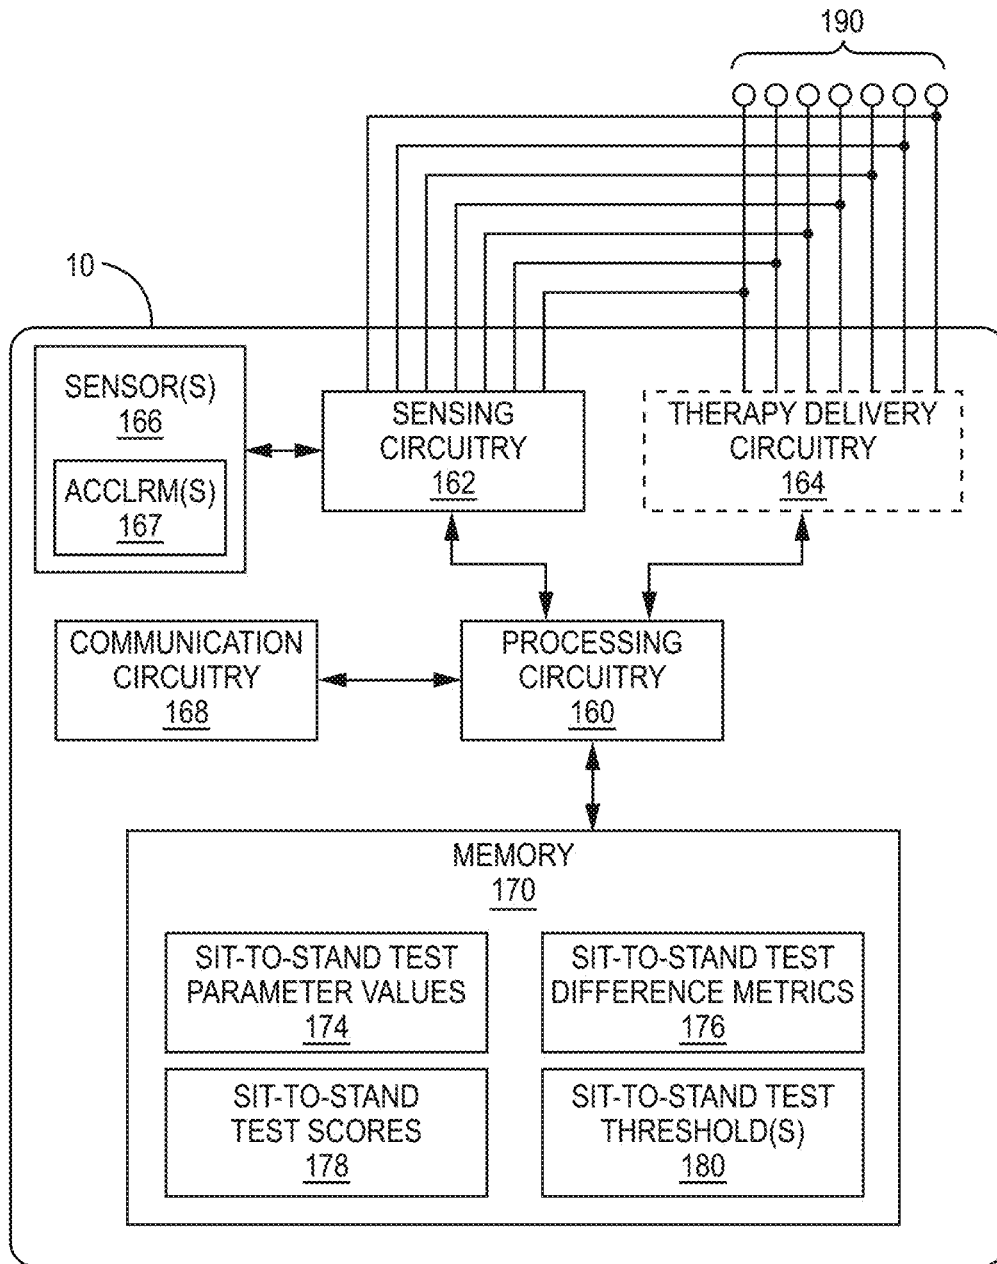 190
10
SENSOR(S)
166
ACCLRM(S)
167
SENSING
CIRCUITRY
162
THERAPY DELIVERY
CIRCUITRY
164
COMMUNICATION
CIRCUITRY
168
PROCESSING
CIRCUITRY
160
MEMORY
170
SIT-TO-STAND TEST
PARAMETER VALUES
174
SIT-TO-STAND TEST
DIFFERENCE METRICS
176
SIT-TO-STAND
TEST SCORES
178
SIT-TO-STAND TEST
THRESHOLD(S)
180